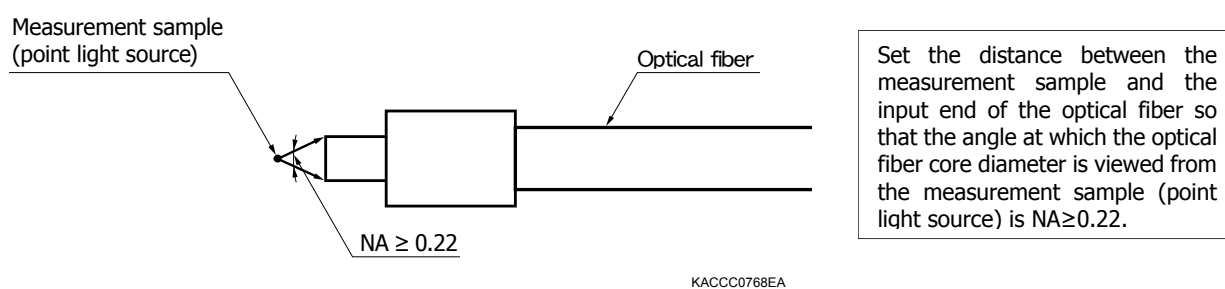 Measurement sample
(point light source)
Optical fiber
NA ≥ 0.22
KACCC0768EA
Set the distance between the
measurement sample and the
input end of the optical fiber so
that the angle at which the optical
fiber core diameter is viewed from
the measurement sample (point
light source) is NA≥0.22.